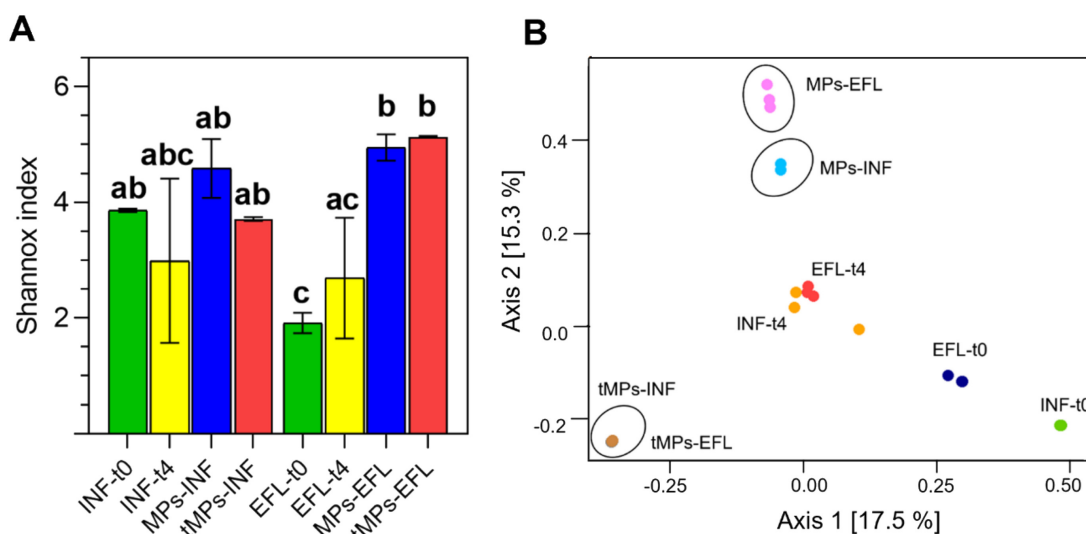 A
Shannox index
6
4
2
ab
abc
ab
ab
c
ac
b
b
INF-t0
INF-t4
MPs-INF
tMPs-INF
EFL-t0
EFL-t4
MPs-EFL
tMPs-EFL
B
Axis 2 [15.3 %]
0.4
0.2
0.0
-0.2
MPs-EFL
MPs-INF
EFL-t4
INF-t4
EFL-t0
INF-t0
tMPs-INF
tMPs-EFL
-0.25
0.00
0.25
0.50
Axis 1 [17.5 %]